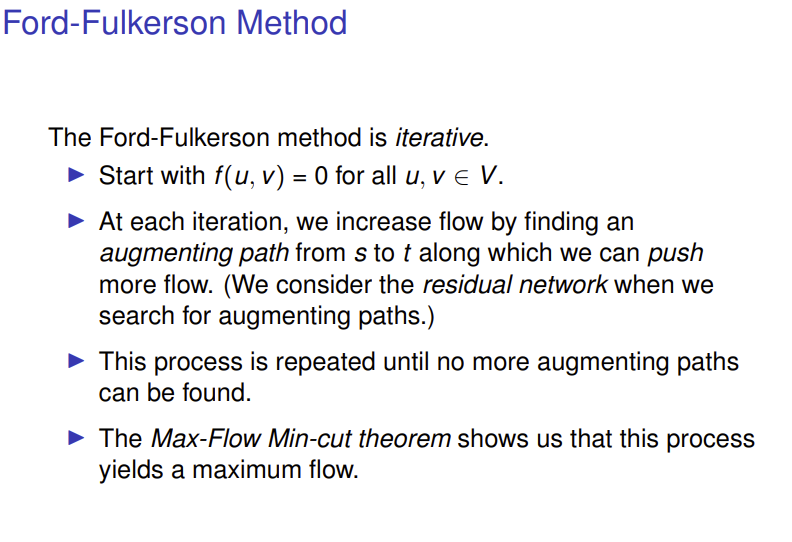 Ford-Fulkerson Method
The Ford-Fulkerson method is iterative.
▶ Start with f(u, v) = 0 for all u, v ∈ V.
▶ At each iteration, we increase flow by finding an
augmenting path from s to t along which we can push
more flow. (We consider the residual network when we
search for augmenting paths.)
▶ This process is repeated until no more augmenting paths
can be found.
▶ The Max-Flow Min-cut theorem shows us that this process
yields a maximum flow.